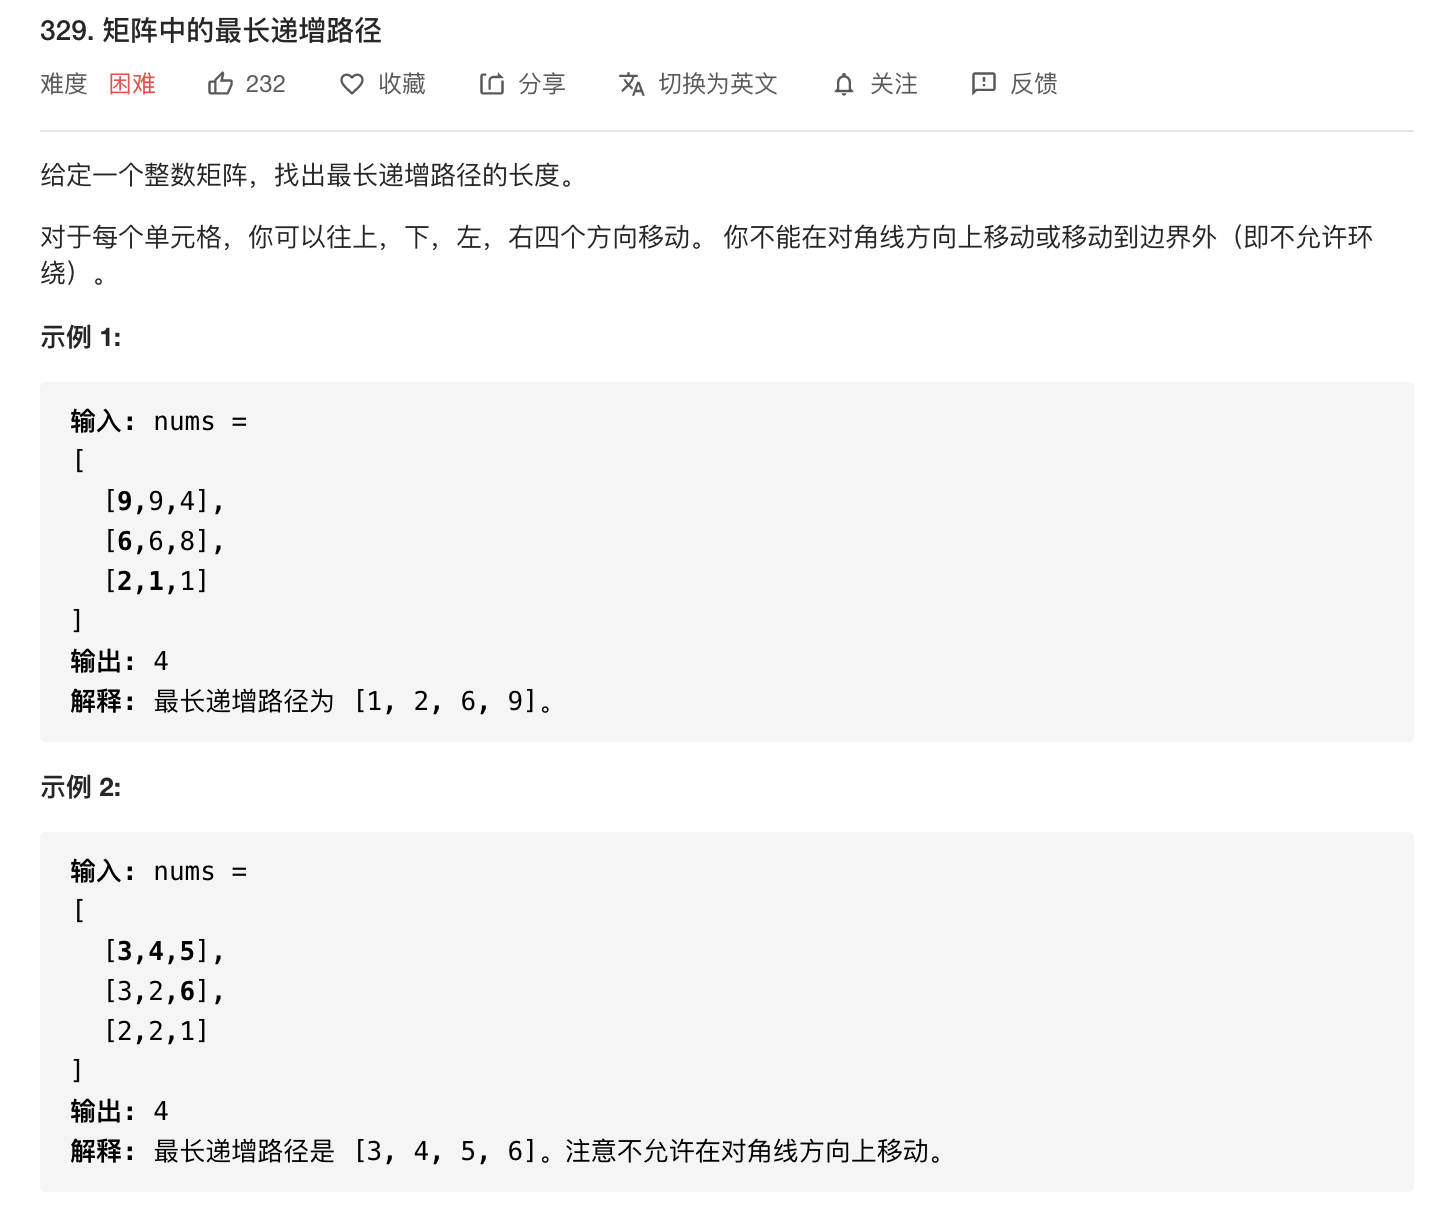 329. 矩阵中的最长递增路径
难度 困难 232 收藏 分享 切换为英文 关注 反馈
给定一个整数矩阵，找出最长递增路径的长度。
对于每个单元格，你可以往上，下，左，右四个方向移动。 你不能在对角线方向上移动或移动到边界外（即不允许环
绕）。
示例 1:
输入: nums =
[
  [9,9,4],
  [6,6,8],
  [2,1,1]
]
输出: 4
解释: 最长递增路径为 [1, 2, 6, 9]。
示例 2:
输入: nums =
[
  [3,4,5],
  [3,2,6],
  [2,2,1]
]
输出: 4
解释: 最长递增路径是 [3, 4, 5, 6]。注意不允许在对角线方向上移动。